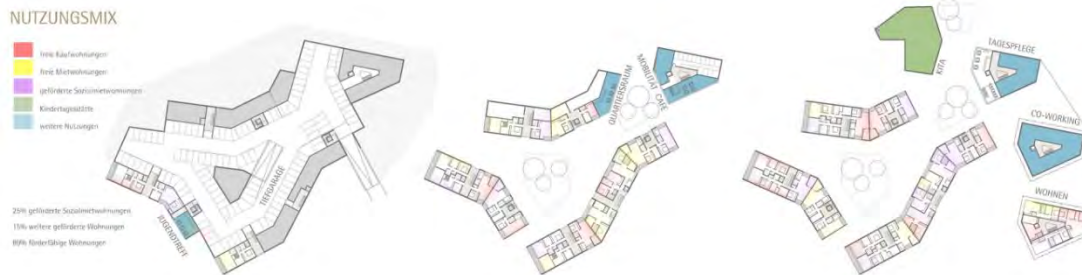 NUTZUNGSMIX
freie Kaufwohnungen
freie Mietwohnungen
geförderte Sozialmietwohnungen
Kindertagesstätte
weitere Nutzungen
25% geförderte Sozialmietwohnungen
15% weitere geförderte Wohnungen
80% förderfähige Wohnungen
JUGENDTREFF
TIEFGARAGE
QUARTIERSRAUM
MOBILITÄT
CAFE
KITA
TAGESPFLEGE
CO-WORKING
WOHNEN